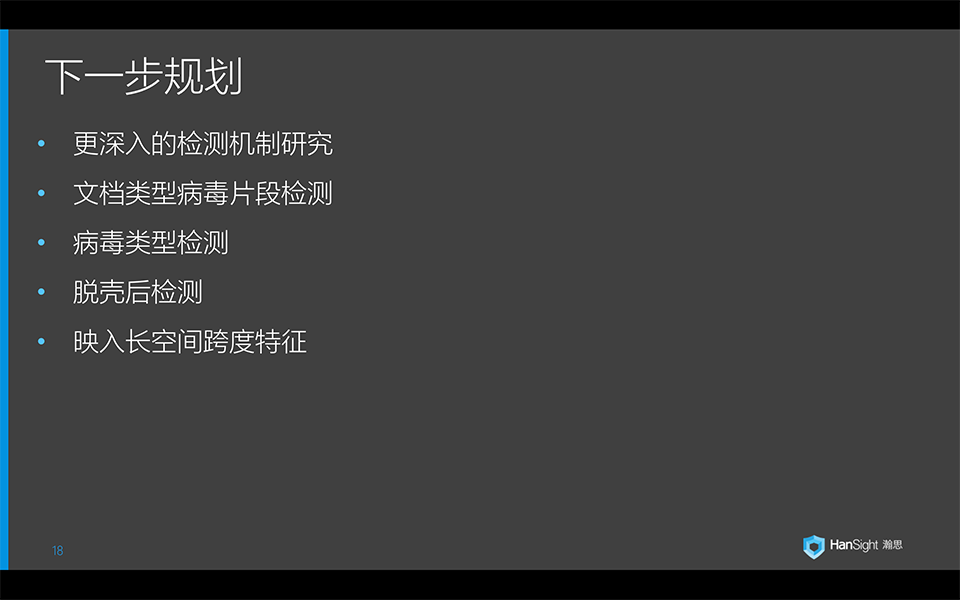 下一步规划
• 更深入的检测机制研究
• 文档类型病毒片段检测
• 病毒类型检测
• 脱壳后检测
• 映入长空间跨度特征
18
HanSight 瀚思